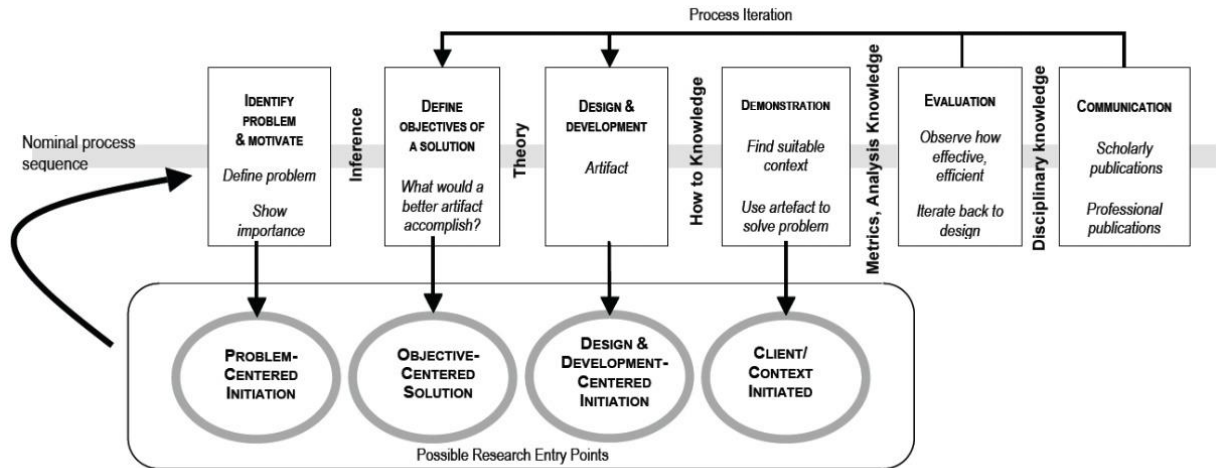 Process Iteration
Nominal process
sequence
IDENTIFY
PROBLEM
& MOTIVATE
Define problem
Show
importance
Inference
DEFINE
OBJECTIVES OF
A SOLUTION
What would a
better artifact
accomplish?
Theory
DESIGN &
DEVELOPMENT
Artifact
How to Knowledge
DEMONSTRATION
Find suitable
context
Use artefact to
solve problem
Metrics, Analysis Knowledge
EVALUATION
Observe how
effective,
efficient
Iterate back to
design
Disciplinary knowledge
COMMUNICATION
Scholarly
publications
Professional
publications
PROBLEM-
CENTERED
INITIATION
OBJECTIVE-
CENTERED
SOLUTION
DESIGN &
DEVELOPMENT-
CENTERED
INITIATION
CLIENT/
CONTEXT
INITIATED
Possible Research Entry Points